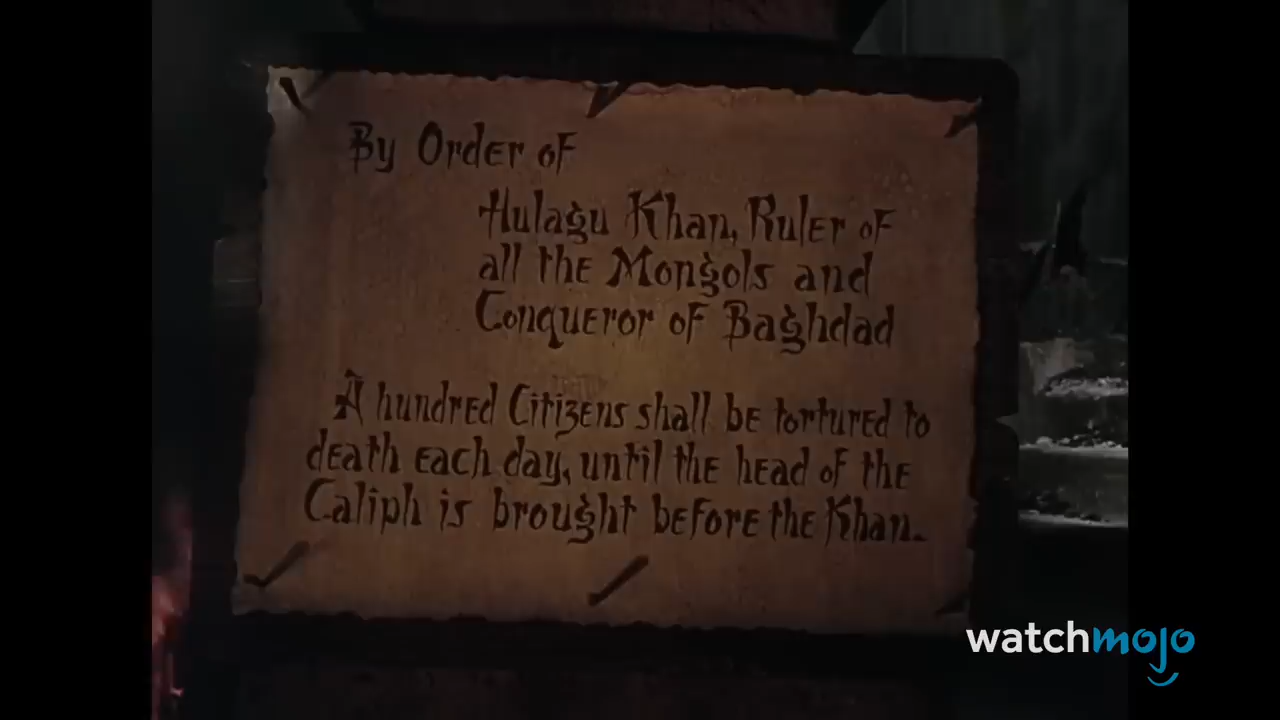 By Order of
Hulagu Khan, Ruler of
all the Mongols and
Conqueror of Baghdad
A hundred Citizens shall be tortured to
death each day, until the head of the
Caliph is brought before the Khan.
watchmojo